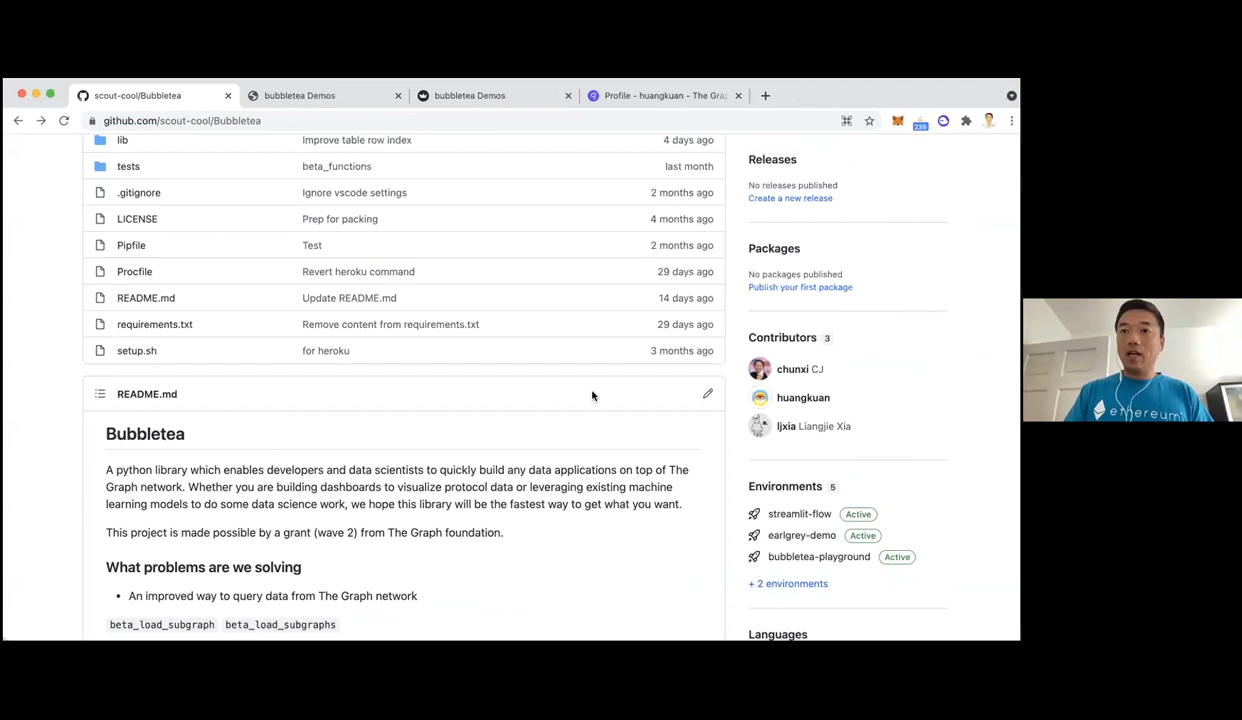 scout-cool/Bubbletea
bubbletea Demos
bubbletea Demos
Profile - huangkuan - The Gra
github.com/scout-cool/Bubbletea
239
lib
Improve table row index
4 days ago
tests
beta_functions
last month
.gitignore
Ignore vscode settings
2 months ago
LICENSE
Prep for packing
4 months ago
Pipfile
Test
2 months ago
Procfile
Revert heroku command
29 days ago
README.md
Update README.md
14 days ago
requirements.txt
Remove content from requirements.txt
29 days ago
setup.sh
for heroku
3 months ago
README.md
Bubbletea
A python library which enables developers and data scientists to quickly build any data applications on top of The
Graph network. Whether you are building dashboards to visualize protocol data or leveraging existing machine
learning models to do some data science work, we hope this library will be the fastest way to get what you want.
This project is made possible by a grant (wave 2) from The Graph foundation.
What problems are we solving
An improved way to query data from The Graph network
beta_load_subgraph beta_load_subgraphs
Releases
No releases published
Create a new release
Packages
No packages published
Publish your first package
Contributors 3
chunxi CJ
huangkuan
ljxia Liangjie Xia
Environments 5
streamlit-flow Active
earlgrey-demo Active
bubbletea-playground Active
+ 2 environments
Languages
ethereum